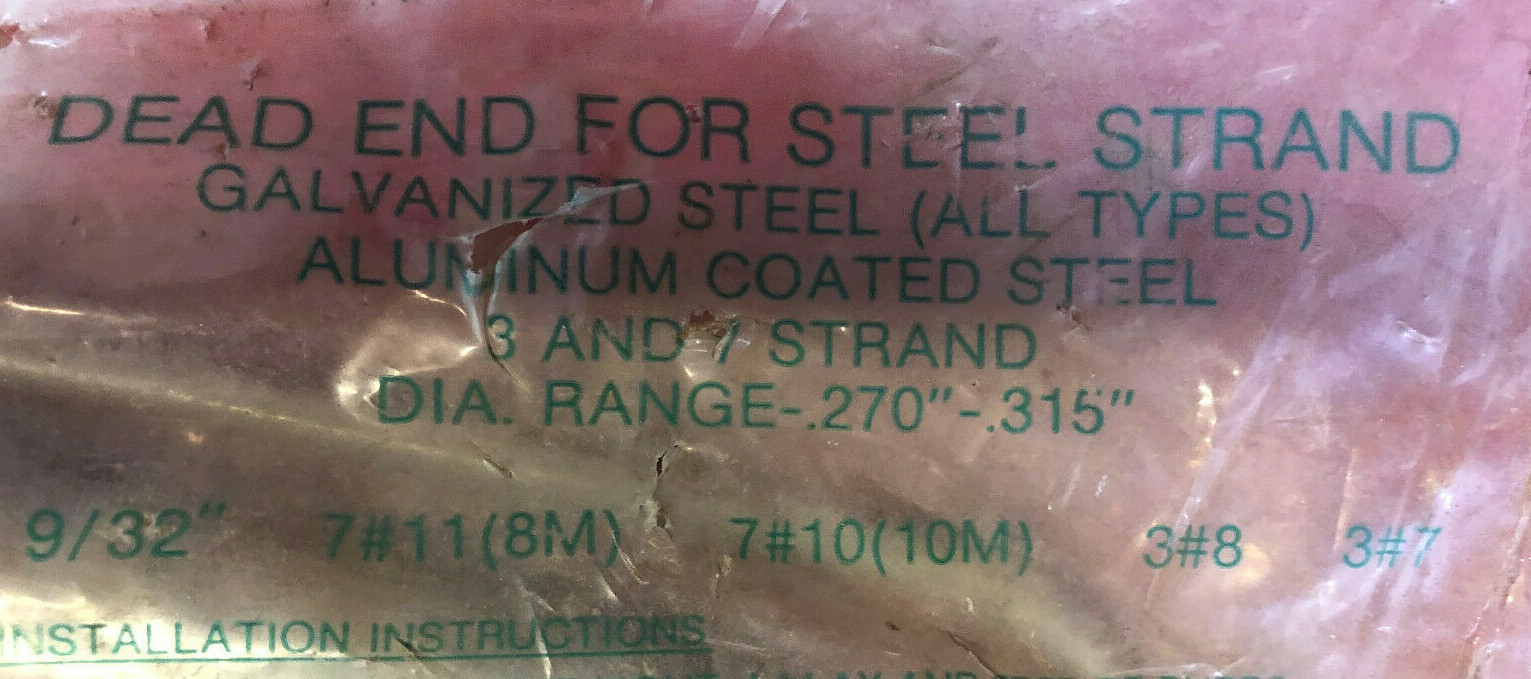 DEAD END FOR STEEL STRAND
GALVANIZED STEEL (ALL TYPES)
ALUMINUM COATED STEEL
3 AND 7 STRAND
DIA. RANGE-.270"-.315"
9/32" 7#11(8M) 7#10(10M) 3#8 3#7
INSTALLATION INSTRUCTIONS